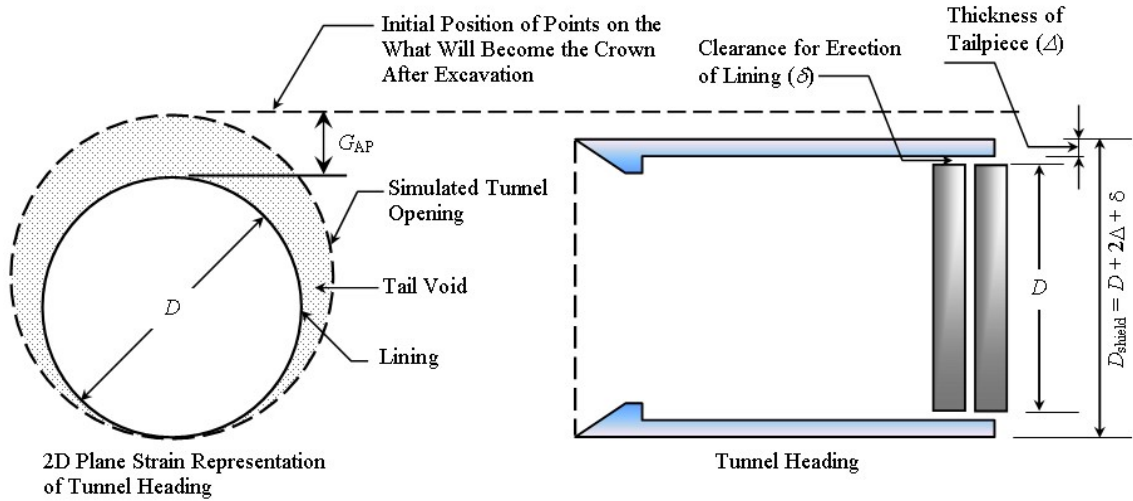 Initial Position of Points on the
What Will Become the Crown
After Excavation
G_AP
Simulated Tunnel
Opening
D
Tail Void
Lining
2D Plane Strain Representation
of Tunnel Heading
Thickness of
Tailpiece (Δ)
Clearance for Erection
of Lining (δ)
D
D_shield = D + 2Δ + δ
Tunnel Heading